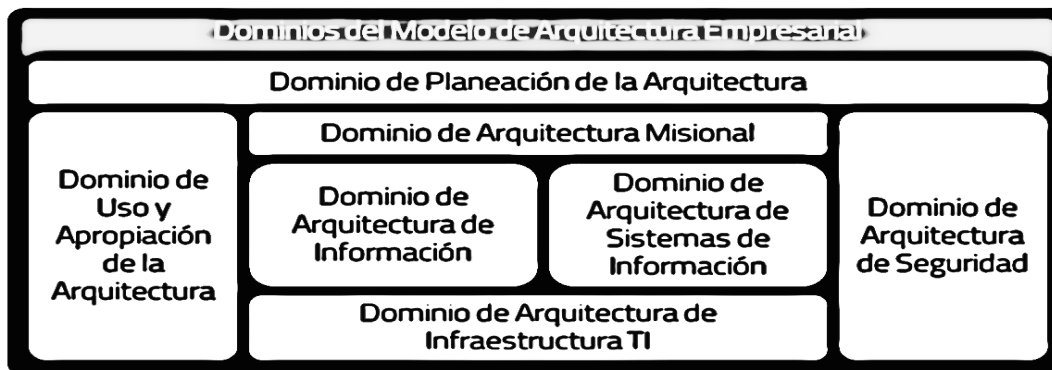 Dominios del Modelo de Arquitectura Empresarial
Dominio de Planeación de la Arquitectura
Dominio de
Uso y
Apropiación
de la
Arquitectura
Dominio de Arquitectura Misional
Dominio de
Arquitectura de
Información
Dominio de
Arquitectura de
Sistemas de
Información
Dominio de Arquitectura de
Infraestructura TI
Dominio de
Arquitectura
de Seguridad